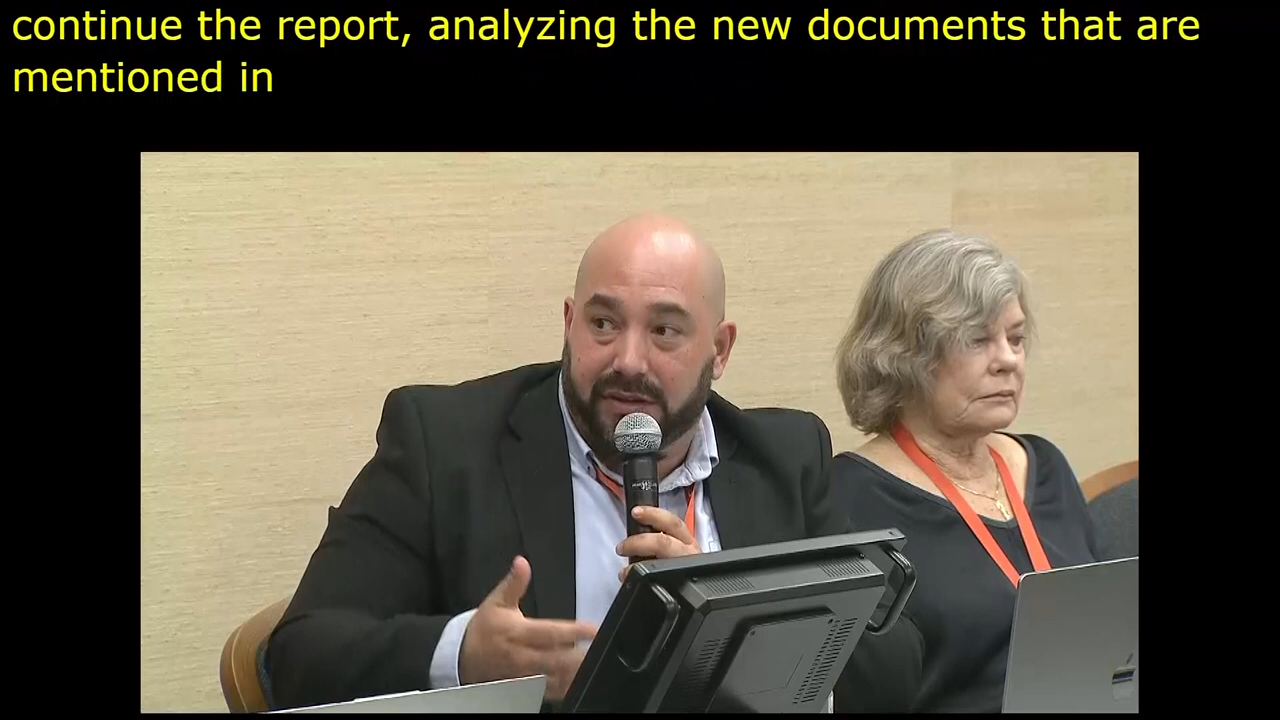 continue the report, analyzing the new documents that are
mentioned in